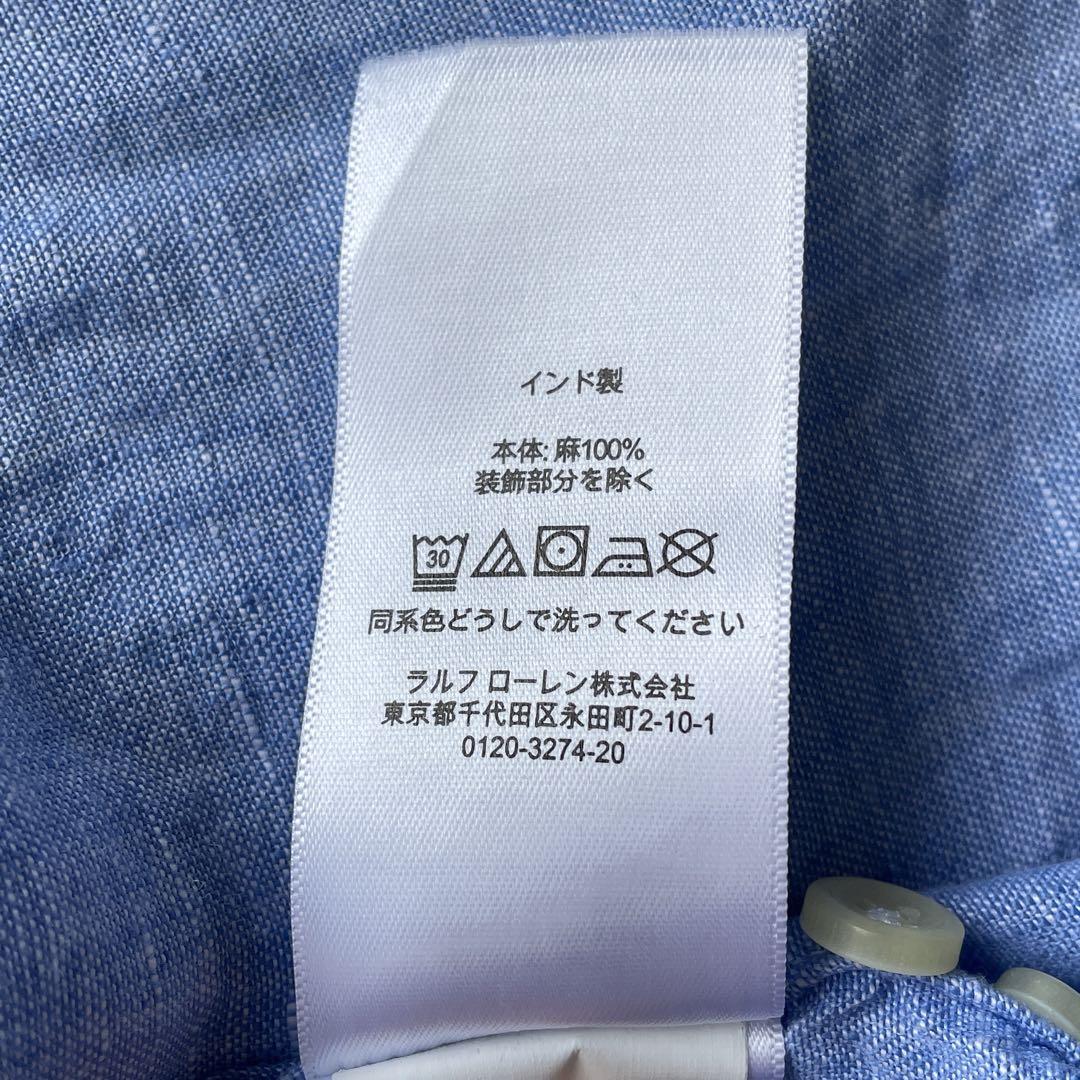 インド製
本体: 麻100%
装飾部分を除く
30
同系色どうしで洗ってください
ラルフ ローレン株式会社
東京都千代田区永田町2-10-1
0120-3274-20